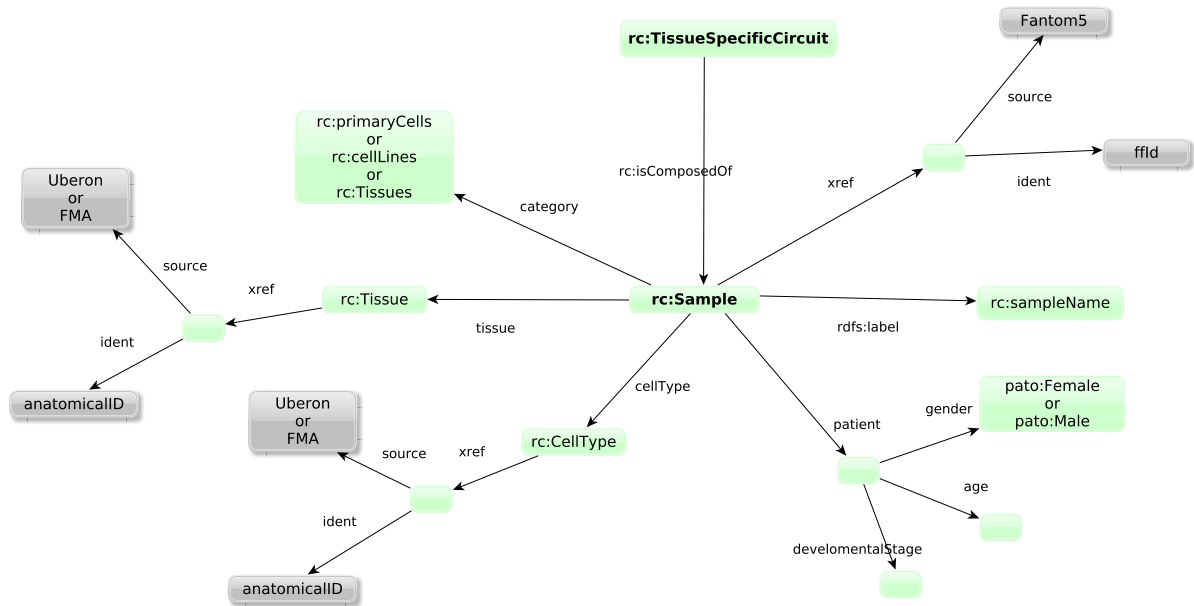 Fantom5
rc:TissueSpecificCircuit
source
rc:primaryCells
or
rc:cellLines
or
rc:Tissues
ffId
rc:isComposedOf
xref
ident
Uberon
or
FMA
category
source
xref
rc:Tissue
rc:Sample
rc:sampleName
tissue
rdfs:label
ident
anatomicalID
cellType
pato:Female
or
pato:Male
gender
patient
Uberon
or
FMA
source
xref
rc:CellType
age
ident
develomentalStage
anatomicalID